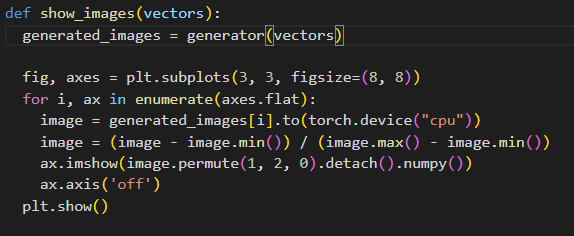 def show_images(vectors):
  generated_images = generator(vectors)

  fig, axes = plt.subplots(3, 3, figsize=(8, 8))
  for i, ax in enumerate(axes.flat):
    image = generated_images[i].to(torch.device("cpu"))
    image = (image - image.min()) / (image.max() - image.min())
    ax.imshow(image.permute(1, 2, 0).detach().numpy())
    ax.axis('off')
  plt.show()